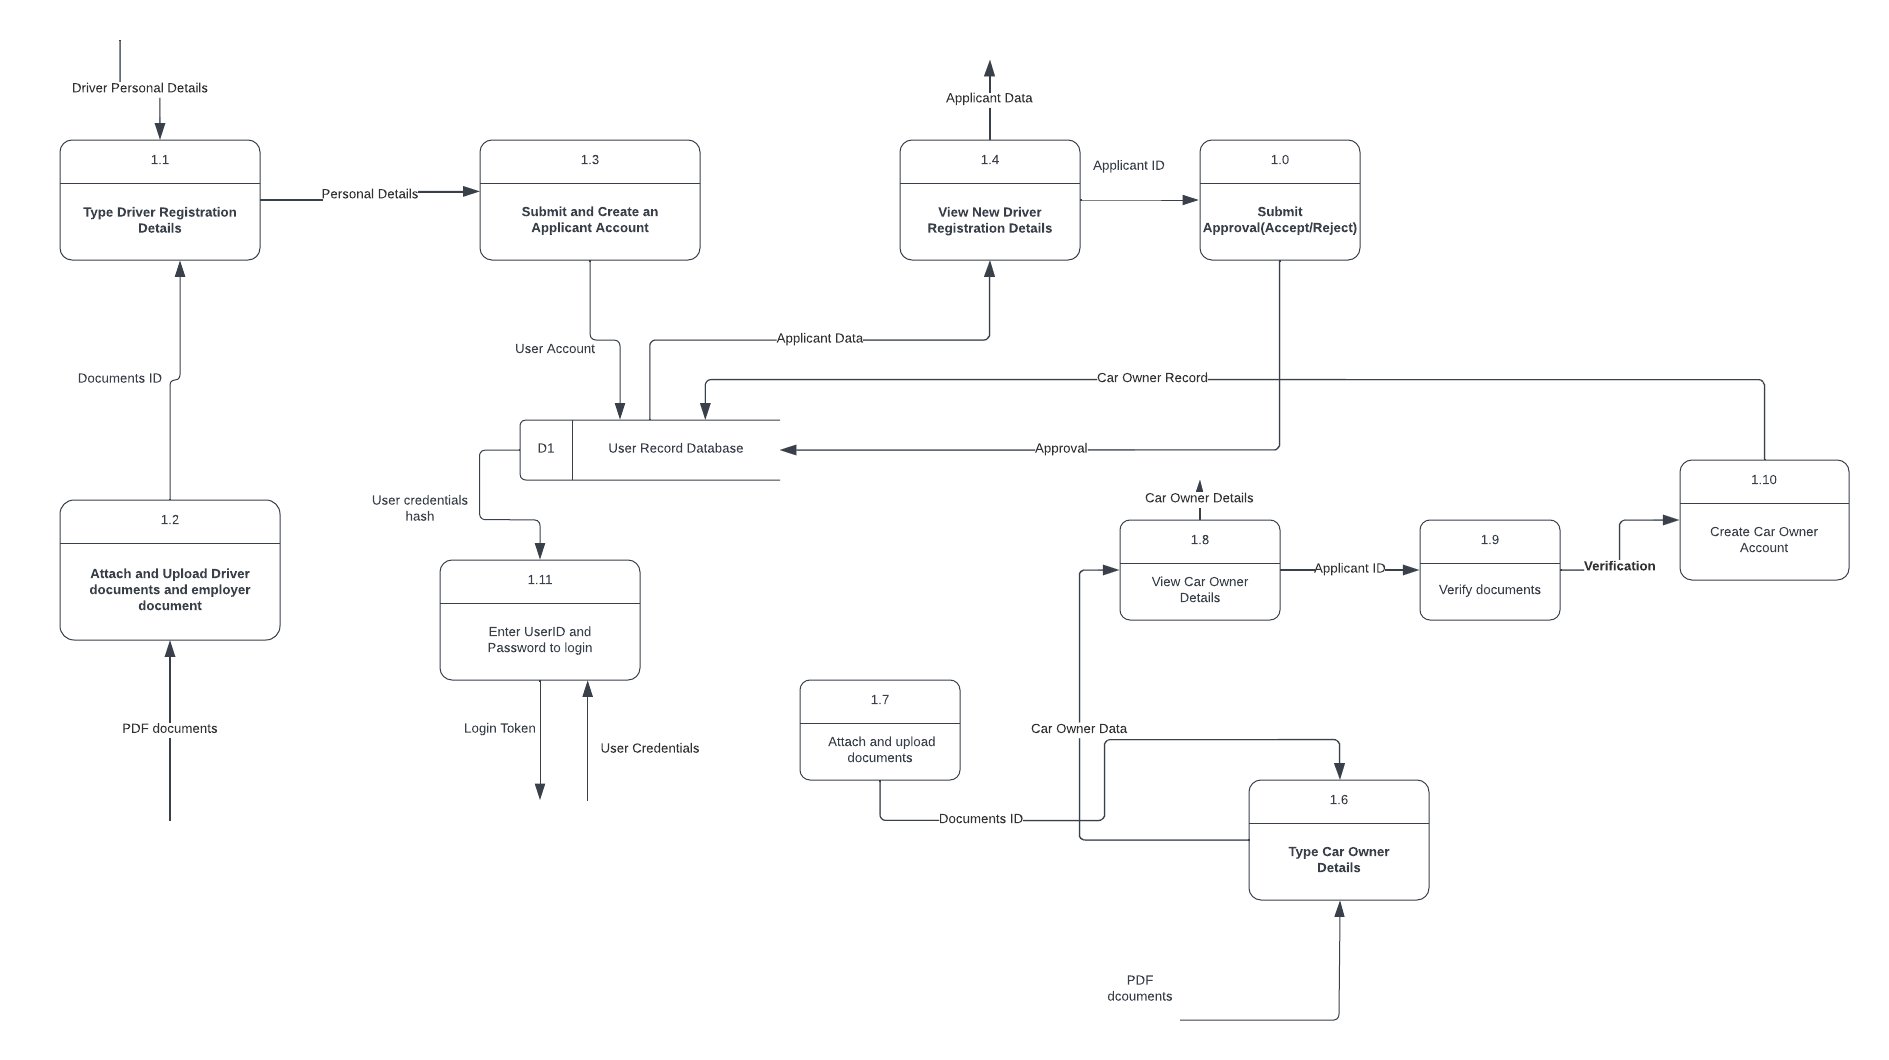 Driver Personal Details
Applicant Data
1.1
Type Driver Registration
Details
Personal Details
1.3
Submit and Create an
Applicant Account
1.4
View New Driver
Registration Details
Applicant ID
1.0
Submit
Approval(Accept/Reject)
User Account
Applicant Data
Documents ID
Car Owner Record
D1
User Record Database
Approval
User credentials
hash
Car Owner Details
1.10
Create Car Owner
Account
1.2
Attach and Upload Driver
documents and employer
document
1.8
View Car Owner
Details
Applicant ID
1.9
Verify documents
Verification
1.11
Enter UserID and
Password to login
PDF documents
Login Token
User Credentials
1.7
Attach and upload
documents
Car Owner Data
Documents ID
1.6
Type Car Owner
Details
PDF
dcouments